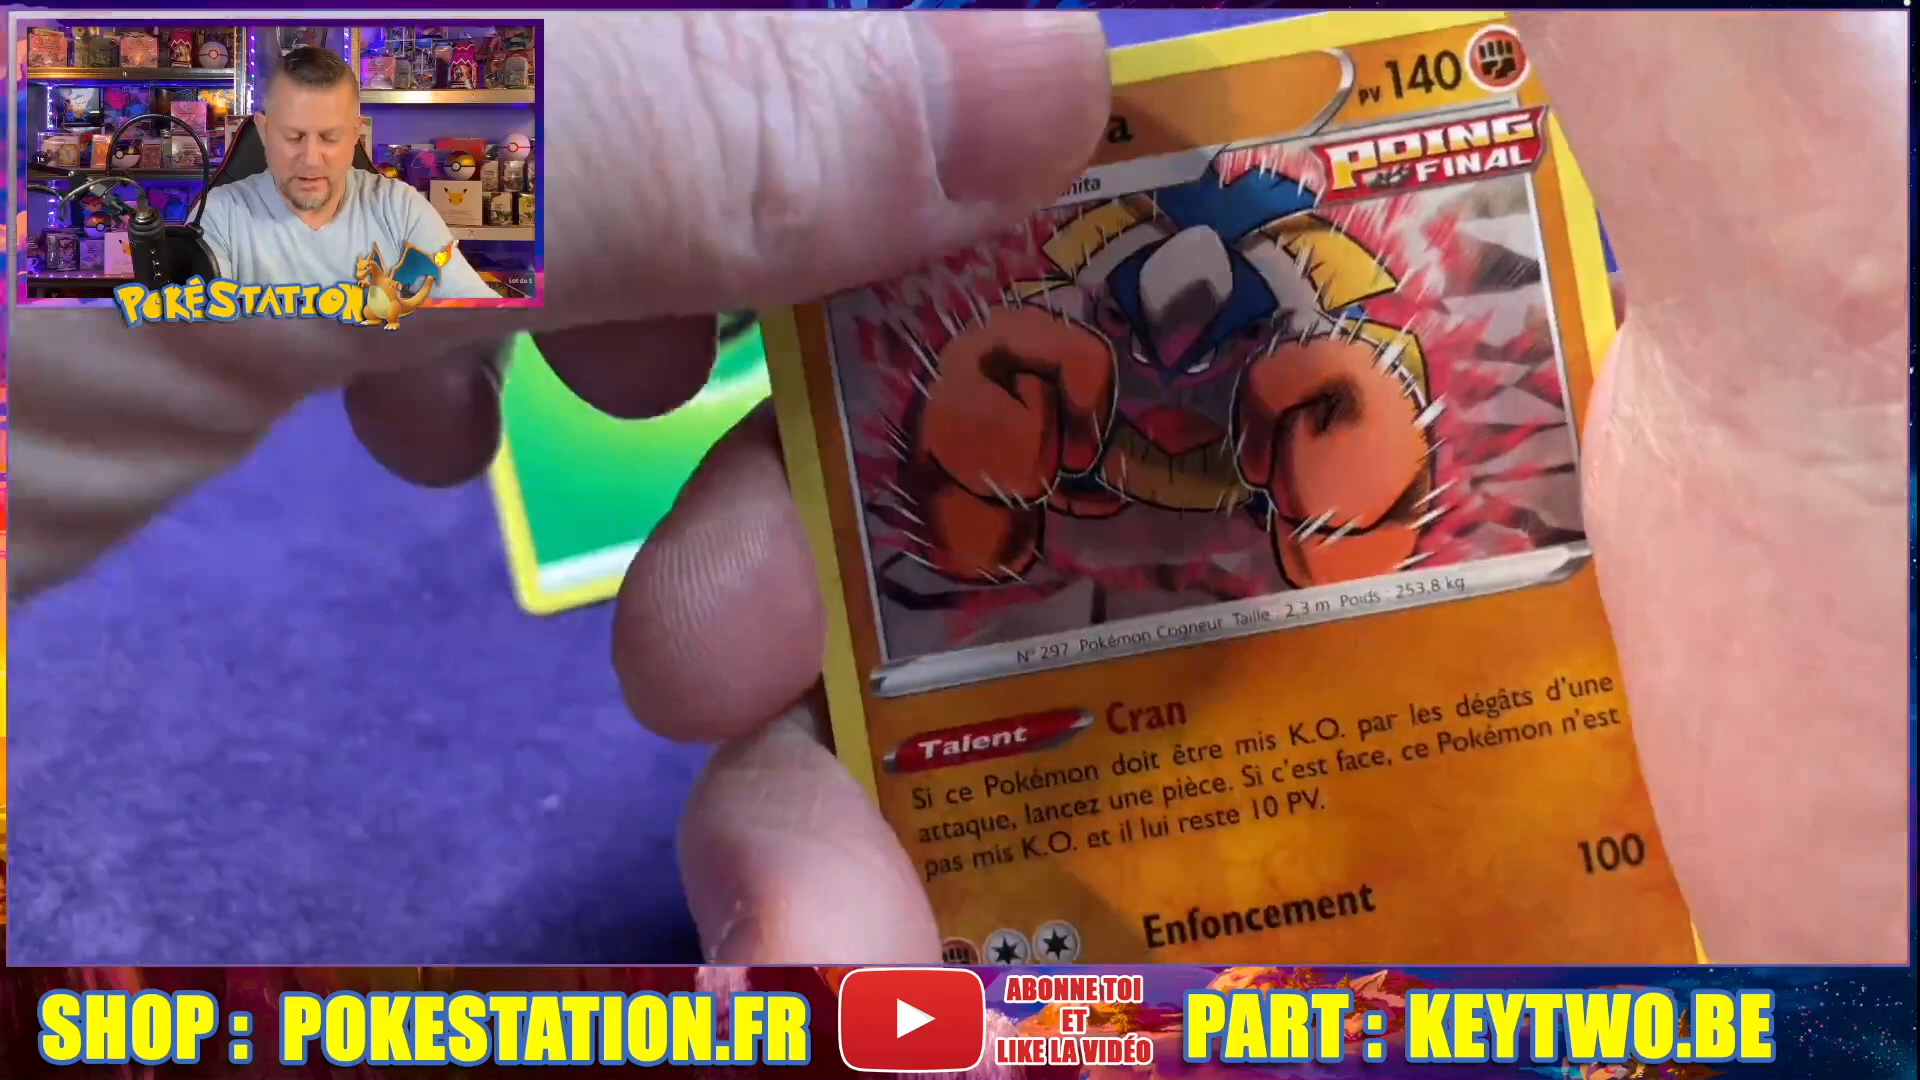 POKÉSTATION
Lot de 5
PV 140
POING
FINAL
N° 297 Pokémon Cogneur Taille : 2,3 m Poids : 253,8 kg
Talent Cran
Si ce Pokémon doit être mis K.O. par les dégâts d'une
attaque, lancez une pièce. Si c'est face, ce Pokémon n'est
pas mis K.O. et il lui reste 10 PV.
Enfoncement 100
SHOP : POKESTATION.FR
ABONNE TOI
ET
LIKE LA VIDÉO
PART : KEYTWO.BE